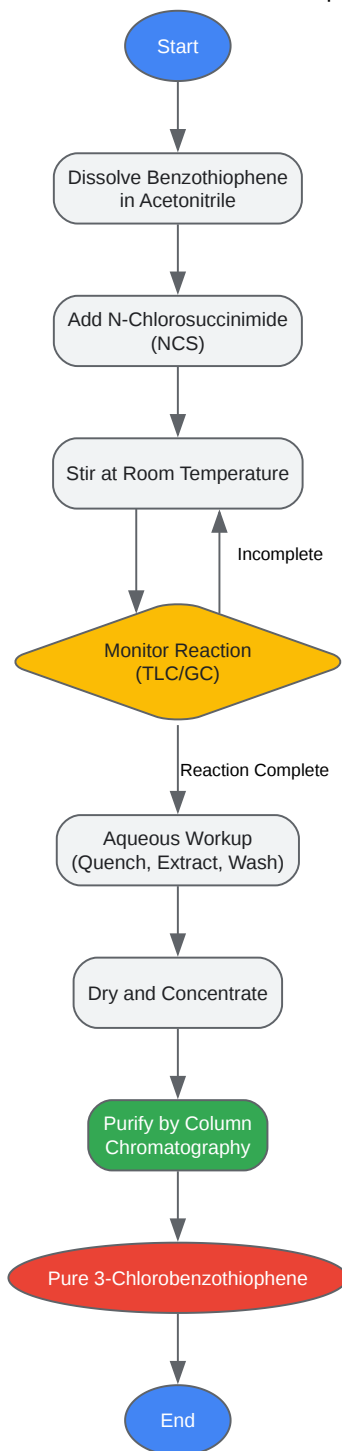 Start
Dissolve Benzothiophene
in Acetonitrile
Add N-Chlorosuccinimide
(NCS)
Stir at Room Temperature
Incomplete
Monitor Reaction
(TLC/GC)
Reaction Complete
Aqueous Workup
(Quench, Extract, Wash)
Dry and Concentrate
Purify by Column
Chromatography
Pure 3-Chlorobenzothiophene
End